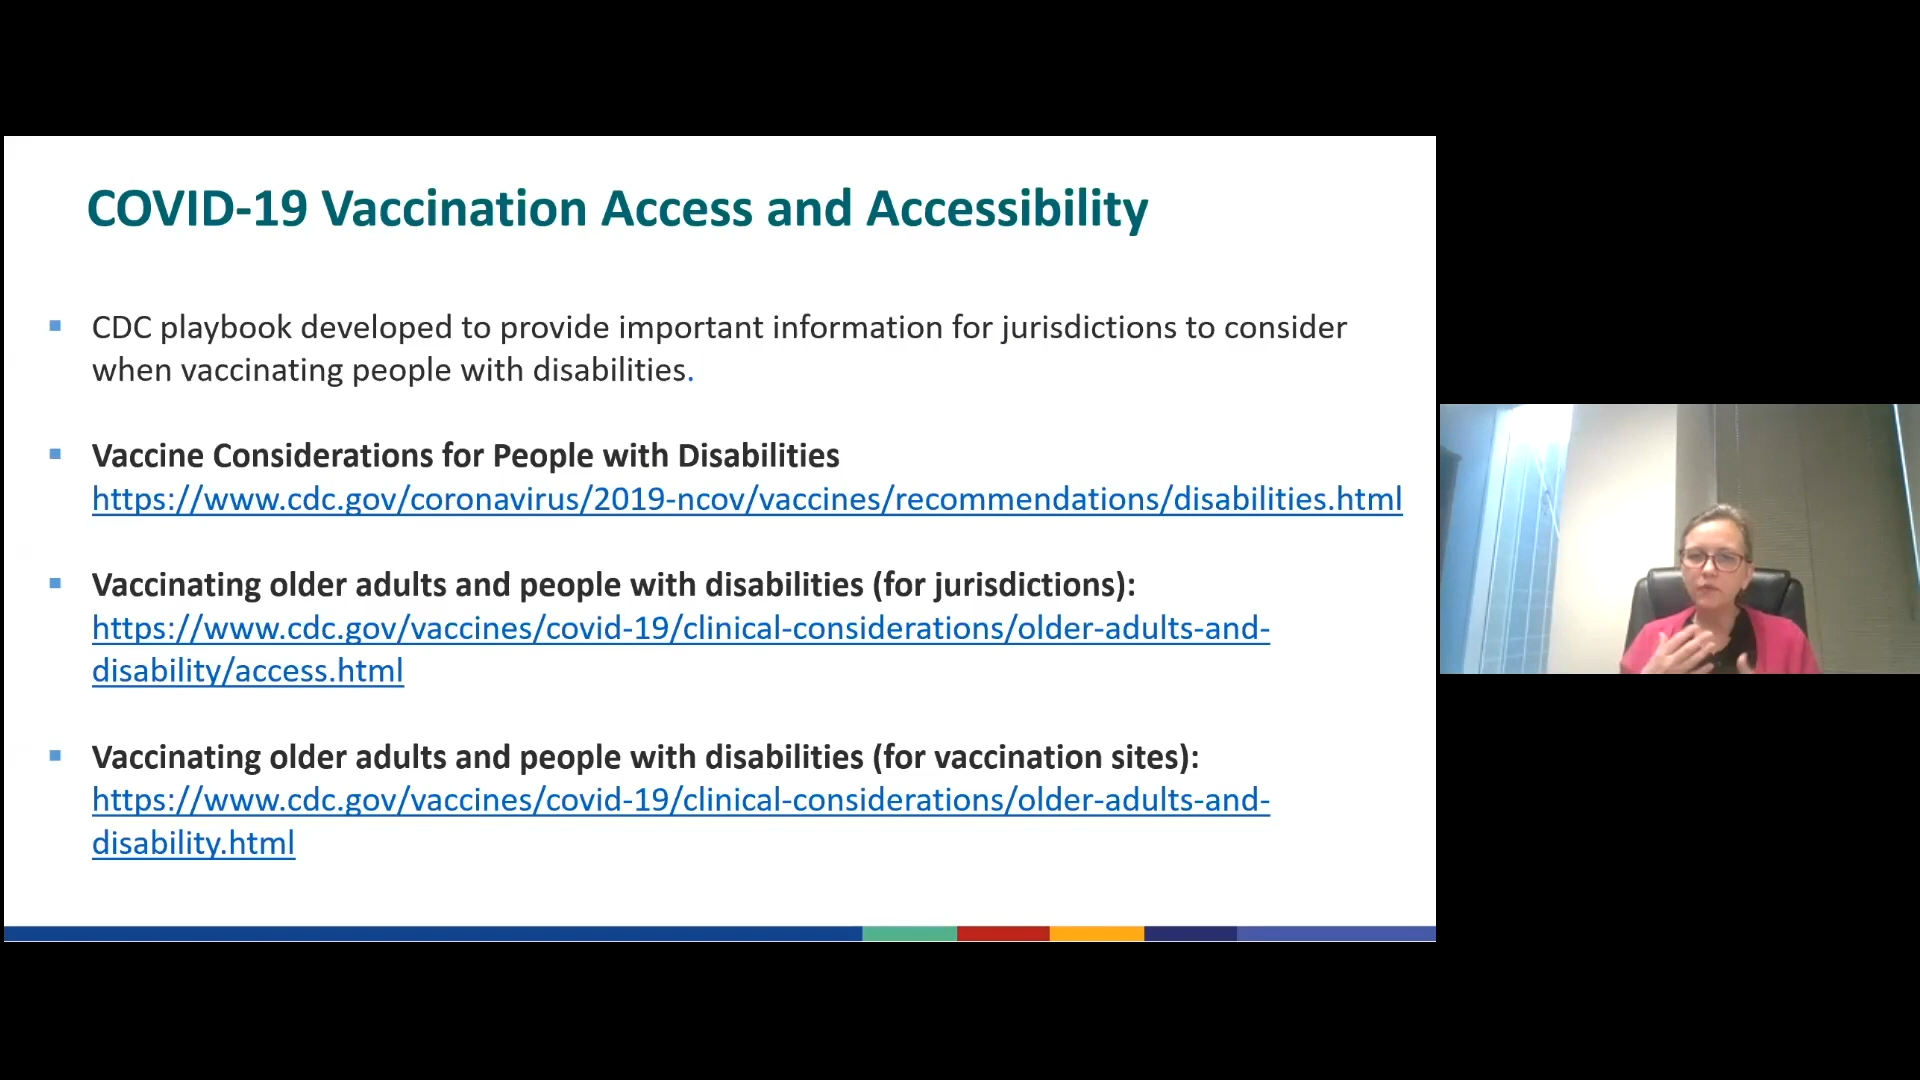 COVID-19 Vaccination Access and Accessibility
CDC playbook developed to provide important information for jurisdictions to consider
when vaccinating people with disabilities.
Vaccine Considerations for People with Disabilities
https://www.cdc.gov/coronavirus/2019-ncov/vaccines/recommendations/disabilities.html
Vaccinating older adults and people with disabilities (for jurisdictions):
https://www.cdc.gov/vaccines/covid-19/clinical-considerations/older-adults-and-
disability/access.html
Vaccinating older adults and people with disabilities (for vaccination sites):
https://www.cdc.gov/vaccines/covid-19/clinical-considerations/older-adults-and-
disability.html